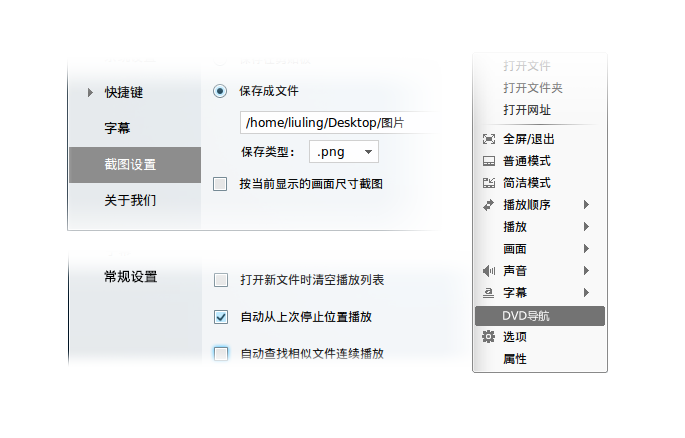 快捷键
字幕
截图设置
关于我们
保存成文件
/home/liuling/Desktop/图片
保存类型：
.png
按当前显示的画面尺寸截图
常规设置
打开新文件时清空播放列表
自动从上次停止位置播放
自动查找相似文件连续播放
打开文件
打开文件夹
打开网址
全屏/退出
普通模式
简洁模式
播放顺序
播放
画面
声音
字幕
DVD导航
选项
属性